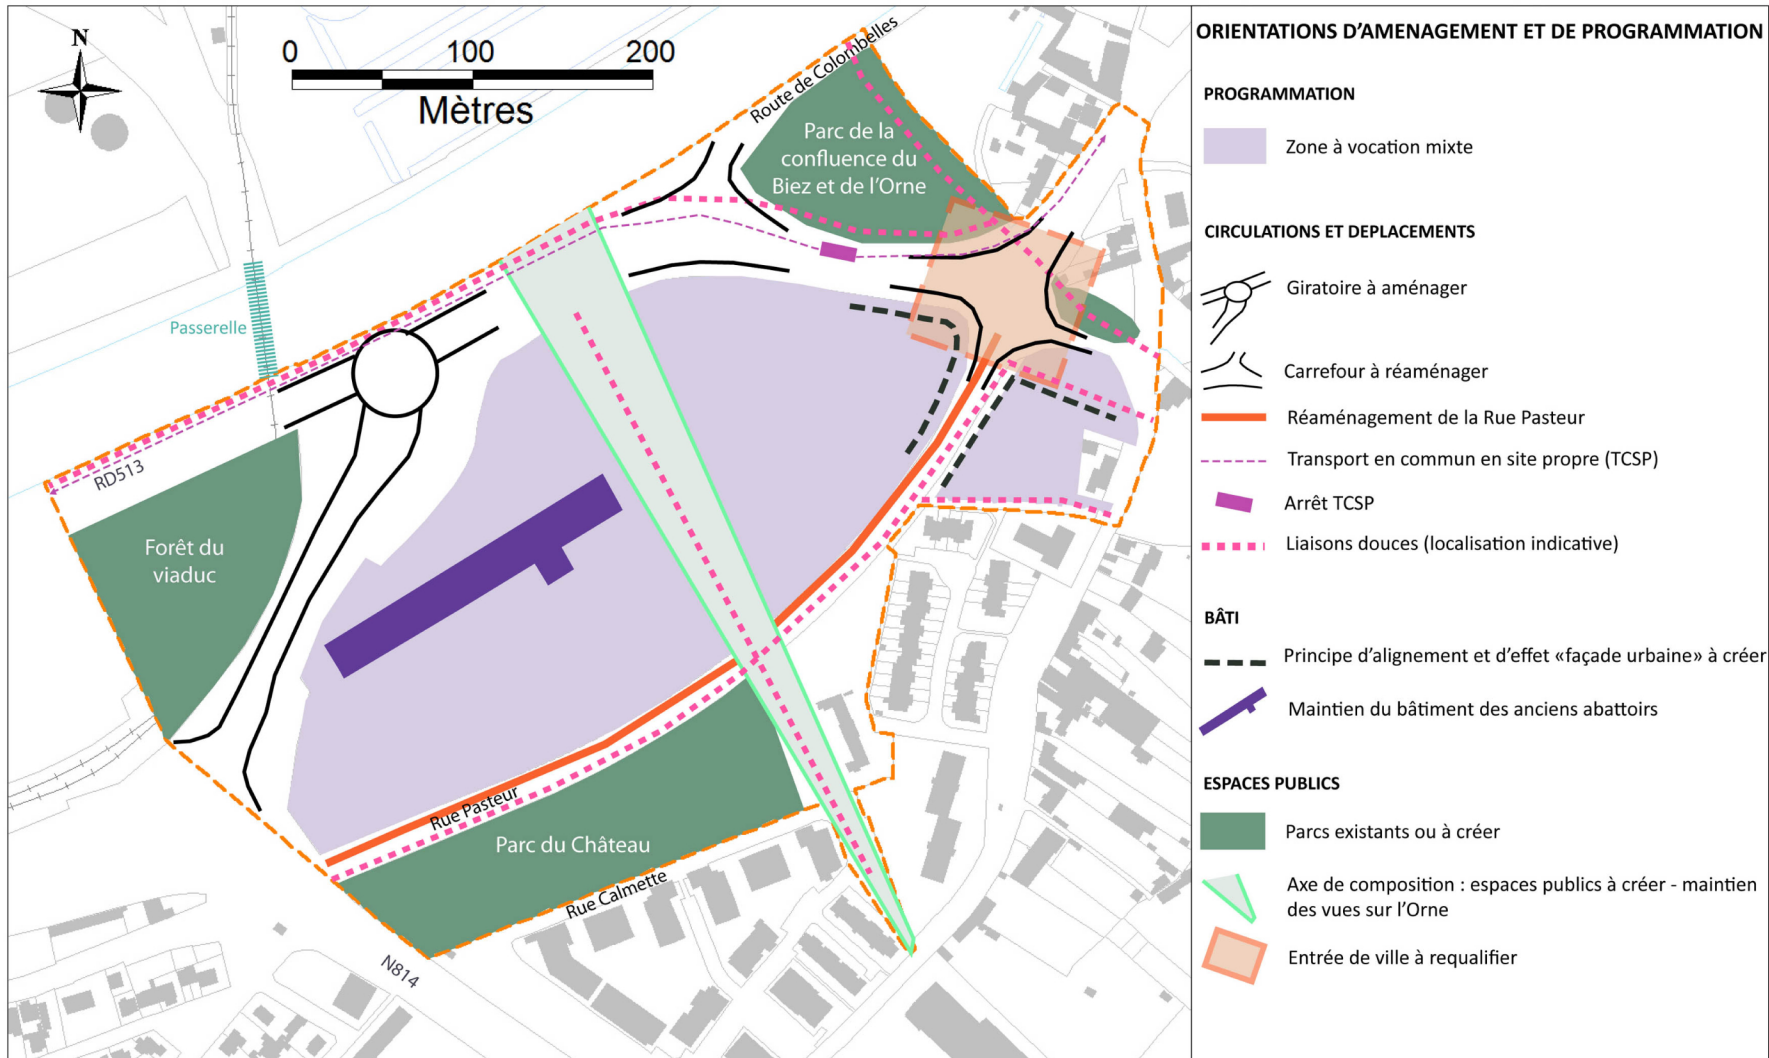 N
0 100 200
Mètres
Route de Colombelles
Parc de la
confluence du
Biez et de l'Orne
Passerelle
RD513
Forêt du
viaduc
Rue Pasteur
Parc du Château
Rue Calmette
N814
ORIENTATIONS D'AMENAGEMENT ET DE PROGRAMMATION
PROGRAMMATION
Zone à vocation mixte
CIRCULATIONS ET DEPLACEMENTS
Giratoire à aménager
Carrefour à réaménager
Réaménagement de la Rue Pasteur
Transport en commun en site propre (TCSP)
Arrêt TCSP
Liaisons douces (localisation indicative)
BÂTI
Principe d'alignement et d'effet «façade urbaine» à créer
Maintien du bâtiment des anciens abattoirs
ESPACES PUBLICS
Parcs existants ou à créer
Axe de composition : espaces publics à créer - maintien
des vues sur l'Orne
Entrée de ville à requalifier